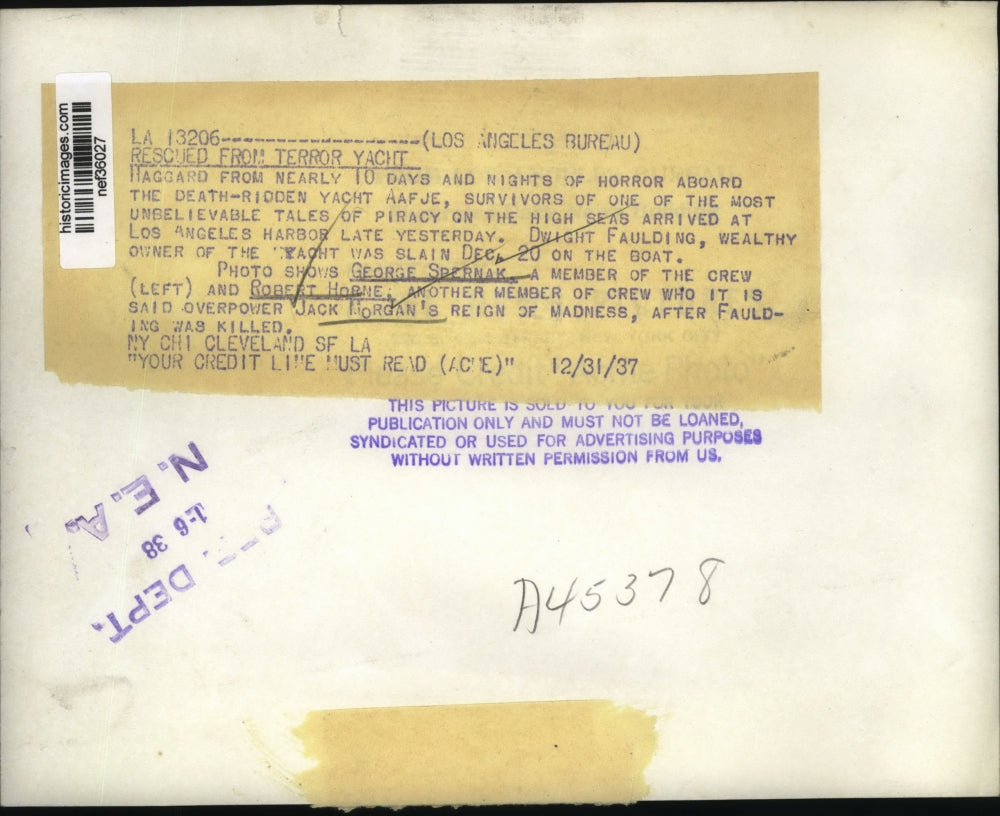 historicimages.com
nef36027
LA 13206--------------------(LOS ANGELES BUREAU)
RESCUED FROM TERROR YACHT
HAGGARD FROM NEARLY 10 DAYS AND NIGHTS OF HORROR ABOARD
THE DEATH-RIDDEN YACHT AAFJE, SURVIVORS OF ONE OF THE MOST
UNBELIEVABLE TALES OF PIRACY ON THE HIGH SEAS ARRIVED AT
LOS ANGELES HARBOR LATE YESTERDAY. DWIGHT FAULDING, WEALTHY
OWNER OF THE YACHT WAS SLAIN DEC. 20 ON THE BOAT.
PHOTO SHOWS GEORGE SPERNAK A MEMBER OF THE CREW
(LEFT) AND ROBERT HORNE, ANOTHER MEMBER OF CREW WHO IT IS
SAID OVERPOWER JACK MORGAN'S REIGN OF MADNESS, AFTER FAULD-
ING WAS KILLED.
NY CHI CLEVELAND SF LA
"YOUR CREDIT LINE MUST READ (ACME)" 12/31/37
THIS PICTURE IS SOLD TO YOU FOR YOUR
PUBLICATION ONLY AND MUST NOT BE LOANED,
SYNDICATED OR USED FOR ADVERTISING PURPOSES
WITHOUT WRITTEN PERMISSION FROM US.
N.E.A.
1-6 38
DEPT.
A45378